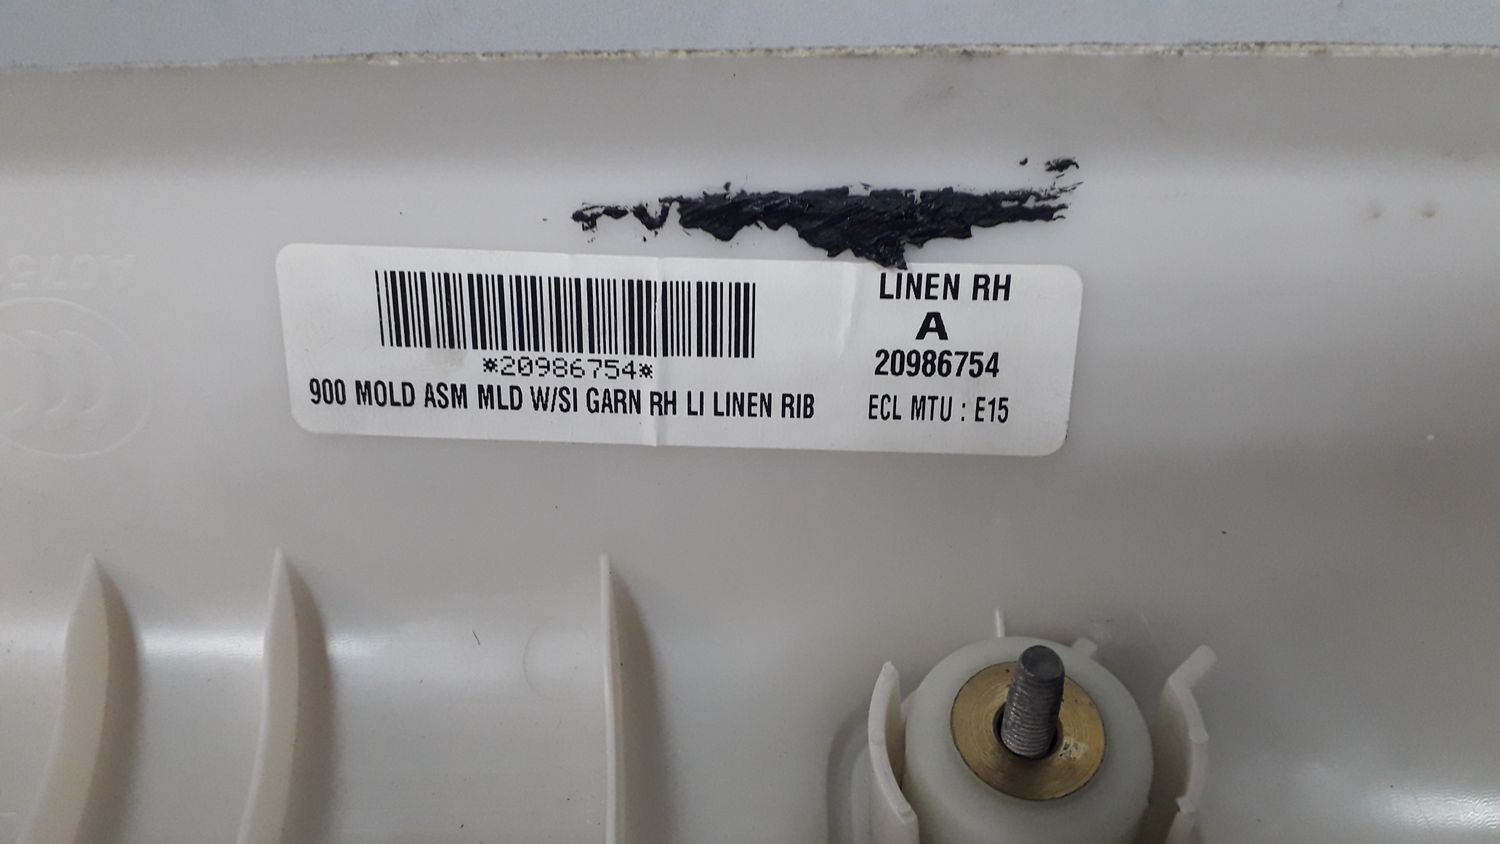 LINEN RH
A
*20986754*
20986754
900 MOLD ASM MLD W/SI GARN RH LI LINEN RIB
ECL MTU : E15